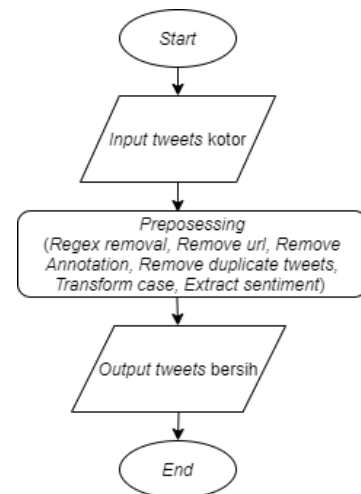 Start
Input tweets kotor
Preposessing
(Regex removal, Remove url, Remove
Annotation, Remove duplicate tweets,
Transform case, Extract sentiment)
Output tweets bersih
End